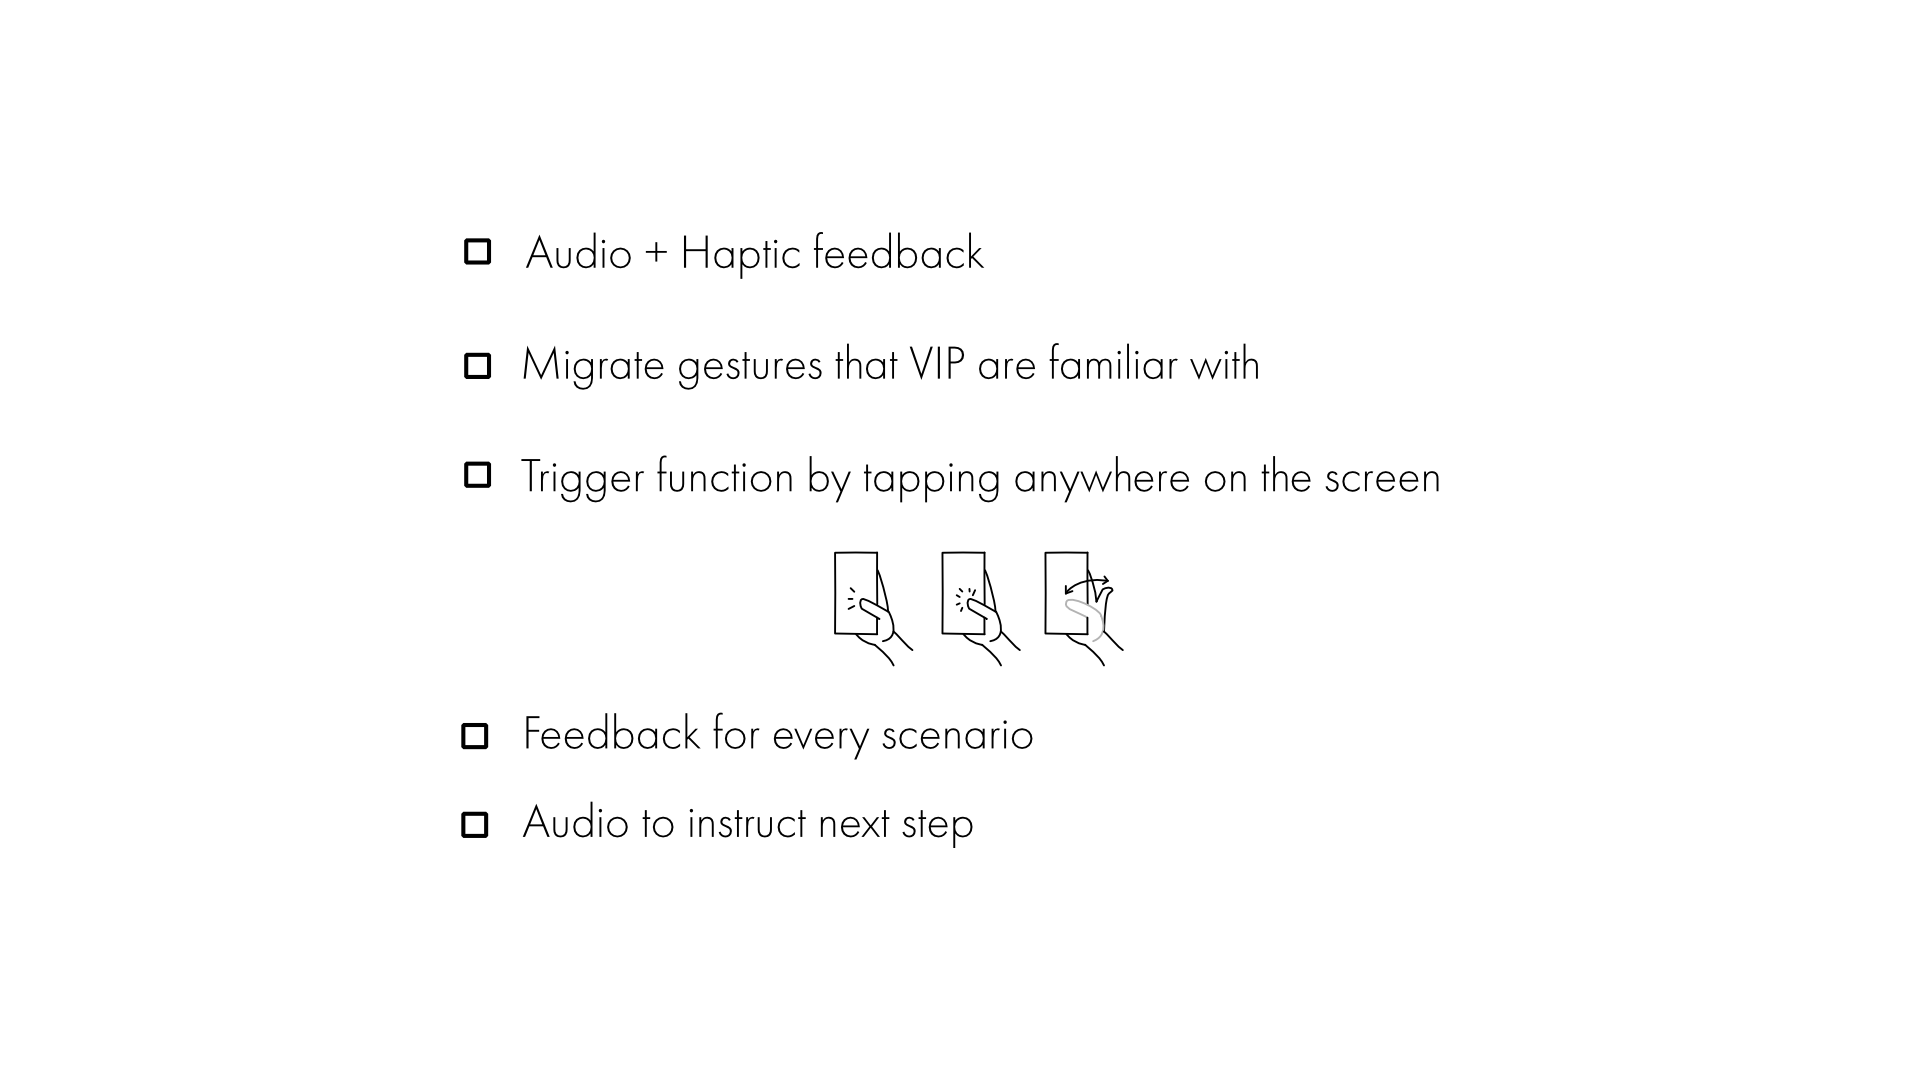 Audio + Haptic feedback
Migrate gestures that VIP are familiar with
Trigger function by tapping anywhere on the screen
Feedback for every scenario
Audio to instruct next step